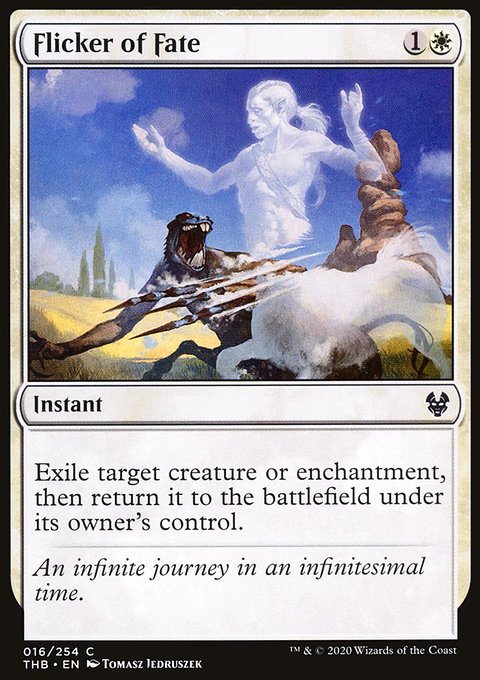 Flicker of Fate 1
Instant
Exile target creature or enchantment,
then return it to the battlefield under
its owner's control.
An infinite journey in an infinitesimal
time.
016/254 C
THB • EN Tomasz Jedruszek
™ & © 2020 Wizards of the Coast